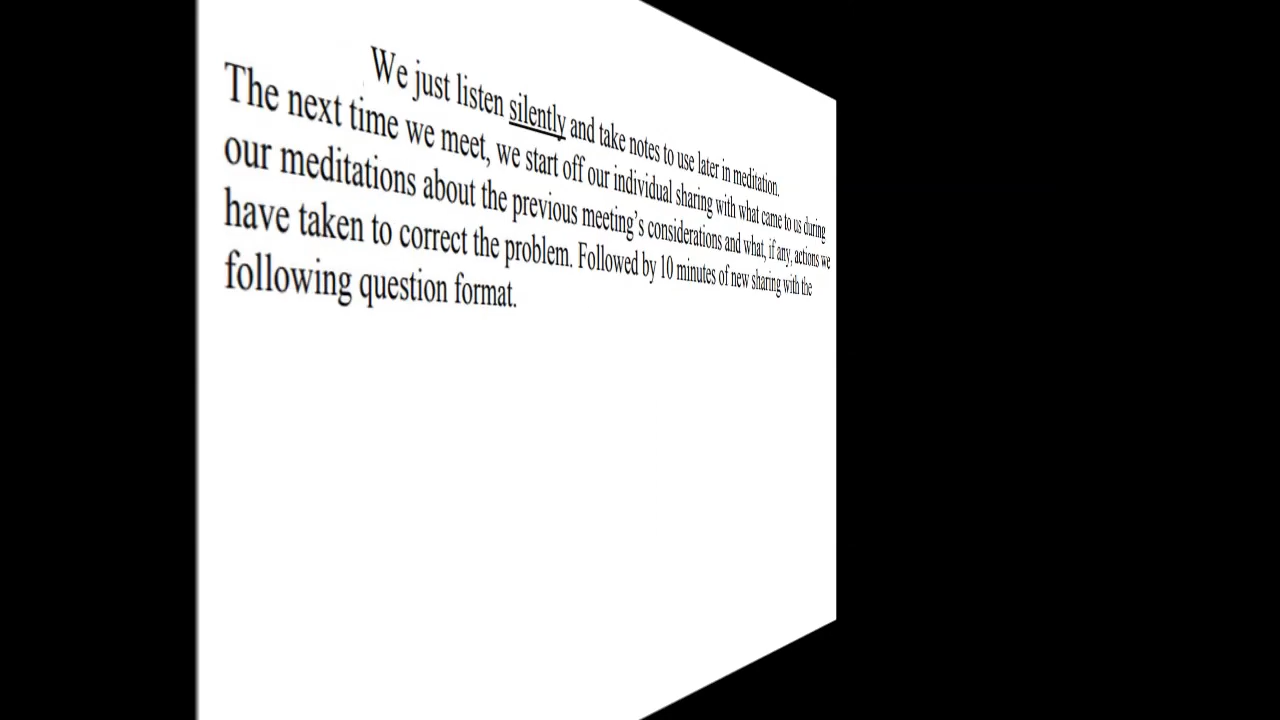 We just listen silently and take notes to use later in meditation.
The next time we meet, we start off our individual sharing with what came to us during
our meditations about the previous meeting’s considerations and what, if any, actions we
have taken to correct the problem. Followed by 10 minutes of new sharing with the
following question format.